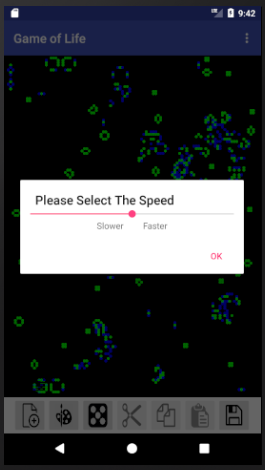 9:42
Game of Life
Please Select The Speed
Slower Faster
OK